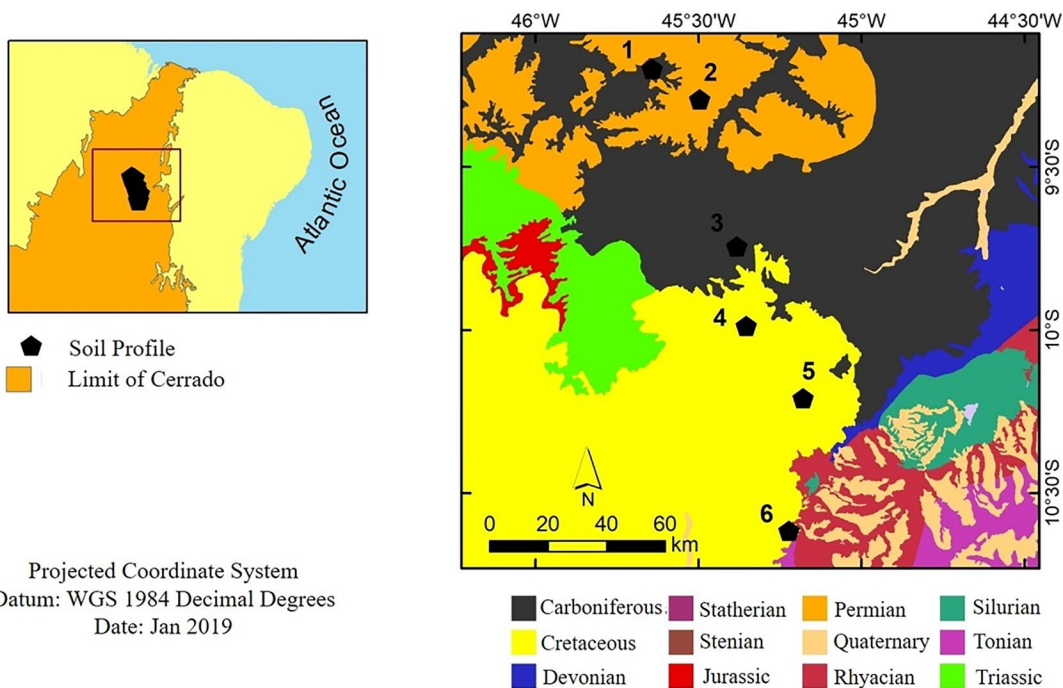 46°W 45°30'W 45°W 44°30'W
Atlantic Ocean
1
2
9°30'S
3
4
10°S
5
10°30'S
6
N
0 20 40 60
km
Soil Profile
Limit of Cerrado
Projected Coordinate System
Datum: WGS 1984 Decimal Degrees
Date: Jan 2019
Carboniferous. Statherian Permian Silurian
Cretaceous Stenian Quaternary Tonian
Devonian Jurassic Rhyacian Triassic